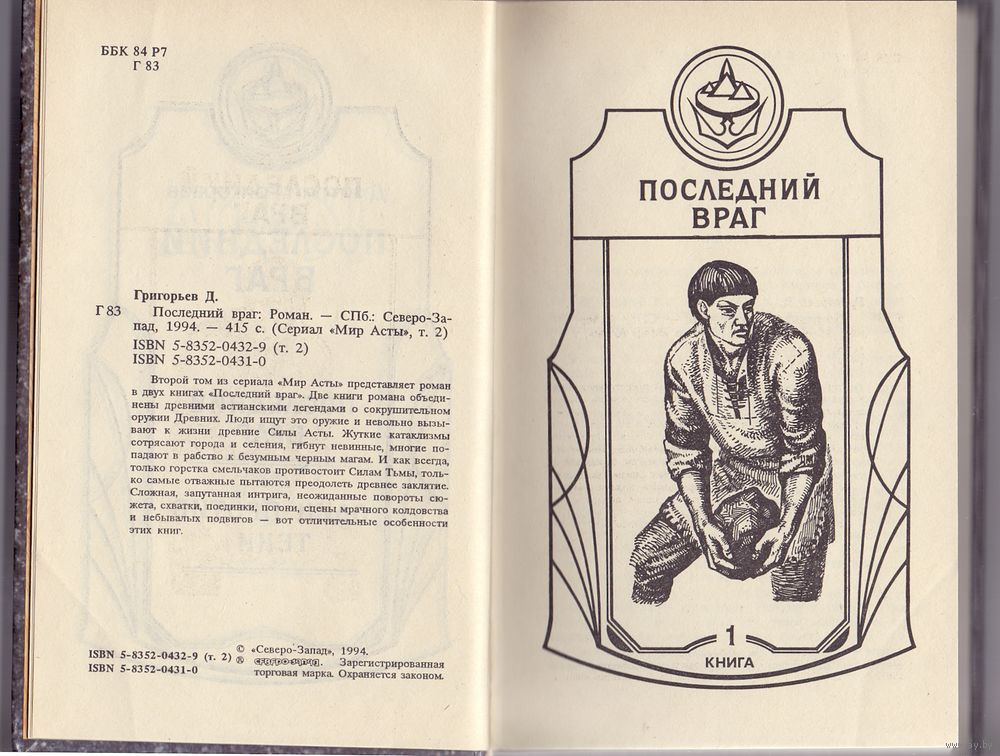 ББК 84 Р7
Г 83
Григорьев Д.
Г 83 Последний враг: Роман. — СПб.: Северо-За-
пад, 1994. — 415 с. (Сериал «Мир Асты», т. 2)
ISBN 5-8352-0432-9 (т. 2)
ISBN 5-8352-0431-0
Второй том из сериала «Мир Асты» представляет роман
в двух книгах «Последний враг». Две книги романа объеди-
нены древними астианскими легендами о сокрушительном
оружии Древних. Люди ищут это оружие и невольно вызы-
вают к жизни древние Силы Асты. Жуткие катаклизмы
сотрясают города и селения, гибнут невинные, многие по-
падают в рабство к безумным черным магам. И как всегда,
только горстка смельчаков противостоит Силам Тьмы, толь-
ко самые отважные пытаются преодолеть древнее заклятие.
Сложная, запутанная интрига, неожиданные повороты сю-
жета, схватки, поединки, погони, сцены мрачного колдовства
и небывалых подвигов — вот отличительные особенности
этих книг.
ISBN 5-8352-0432-9 (т. 2)
ISBN 5-8352-0431-0
© «Северо-Запад», 1994.
® северо-запад. Зарегистрированная
торговая марка. Охраняется законом.
ПОСЛЕДНИЙ
ВРАГ
1
КНИГА